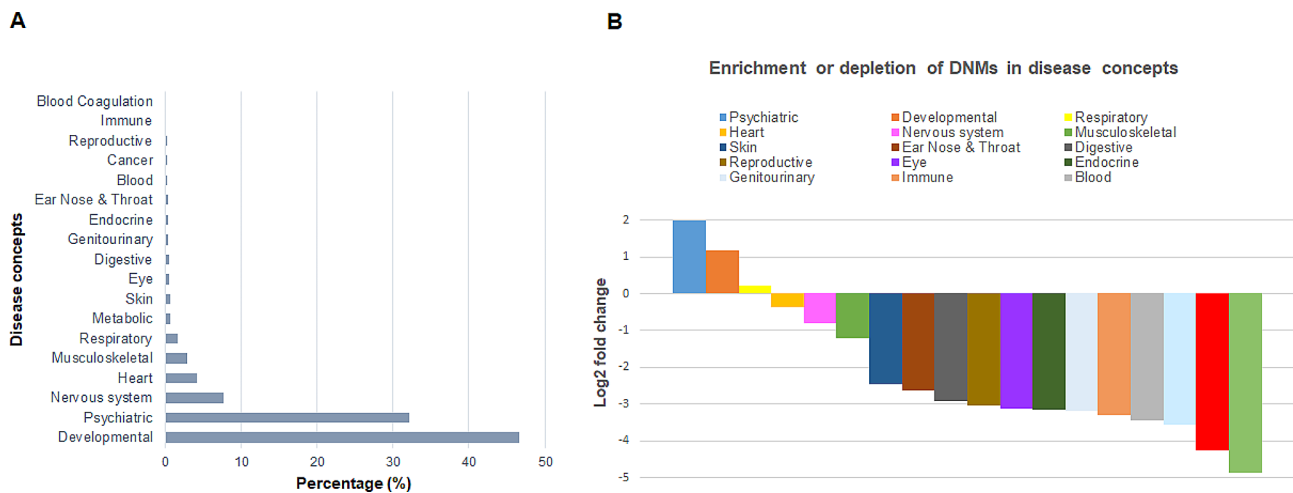 A
Disease concepts
Blood Coagulation
Immune
Reproductive
Cancer
Blood
Ear Nose & Throat
Endocrine
Genitourinary
Digestive
Eye
Skin
Metabolic
Respiratory
Musculoskeletal
Heart
Nervous system
Psychiatric
Developmental
0 10 20 30 40 50
Percentage (%)
B
Enrichment or depletion of DNMs in disease concepts
Psychiatric Developmental Respiratory
Heart Nervous system Musculoskeletal
Skin Ear Nose & Throat Digestive
Reproductive Eye Endocrine
Genitourinary Immune Blood
Log2 fold change
2
1
0
-1
-2
-3
-4
-5